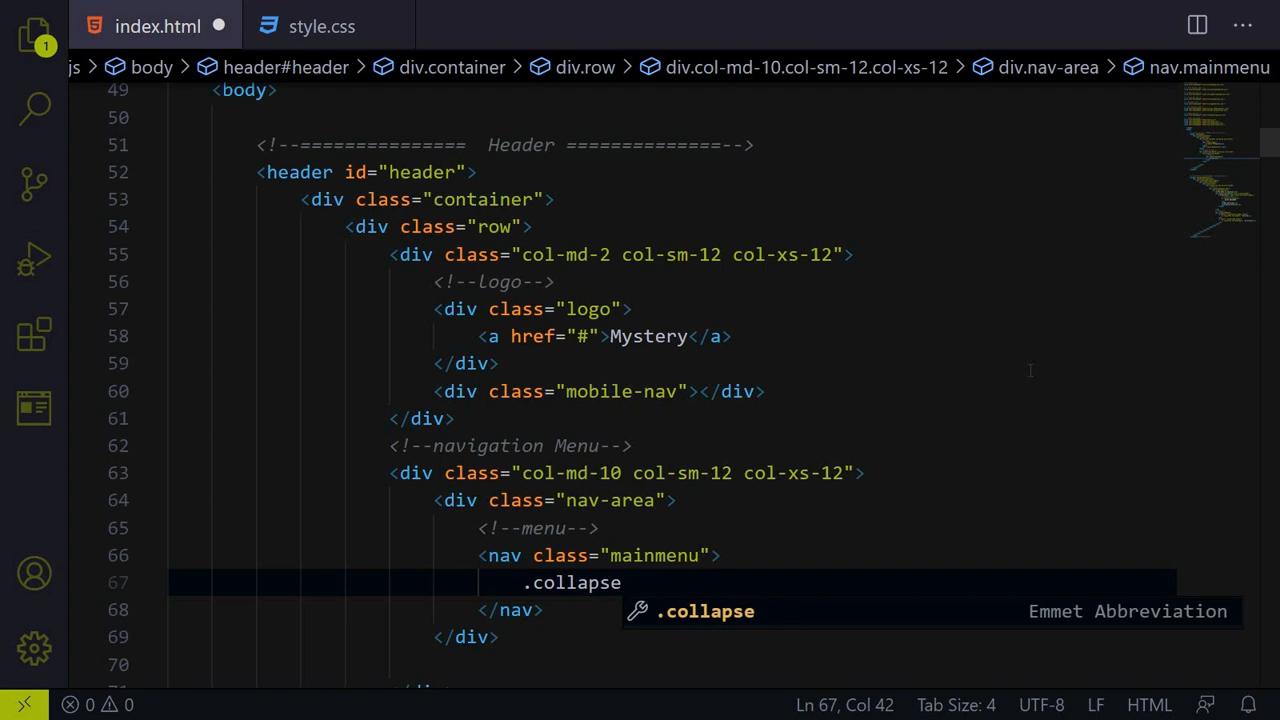 index.html
style.css
1
js body header#header div.container div.row div.col-md-10.col-sm-12.col-xs-12 div.nav-area nav.mainmenu
49 <body>
50
51 <!--=============== Header ==============-->
52 <header id="header">
53 <div class="container">
54 <div class="row">
55 <div class="col-md-2 col-sm-12 col-xs-12">
56 <!--logo-->
57 <div class="logo">
58 <a href="#">Mystery</a>
59 </div>
60 <div class="mobile-nav"></div>
61 </div>
62 <!--navigation Menu-->
63 <div class="col-md-10 col-sm-12 col-xs-12">
64 <div class="nav-area">
65 <!--menu-->
66 <nav class="mainmenu">
67 .collapse
68 </nav>
.collapse Emmet Abbreviation
69 </div>
70
0 0 Ln 67, Col 42 Tab Size: 4 UTF-8 LF HTML